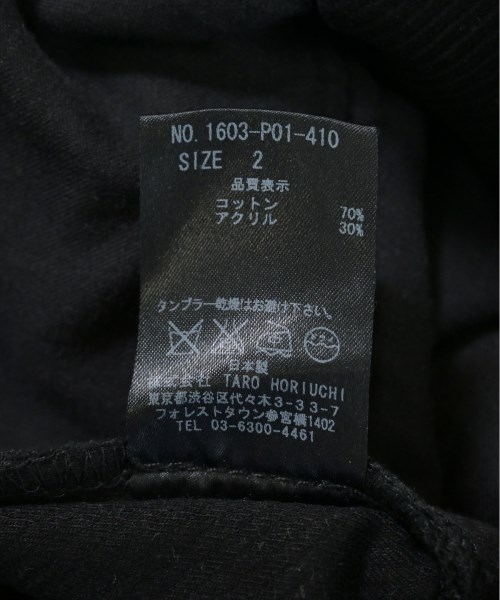 NO. 1603-P01-410
SIZE 2
品質表示
コットン 70%
アクリル 30%
タンブラー乾燥はお避け下さい。
日本製
株式会社 TARO HORIUCHI
東京都渋谷区代々木3-33-7
フォレストタウン参宮橋1402
TEL 03-6300-4461